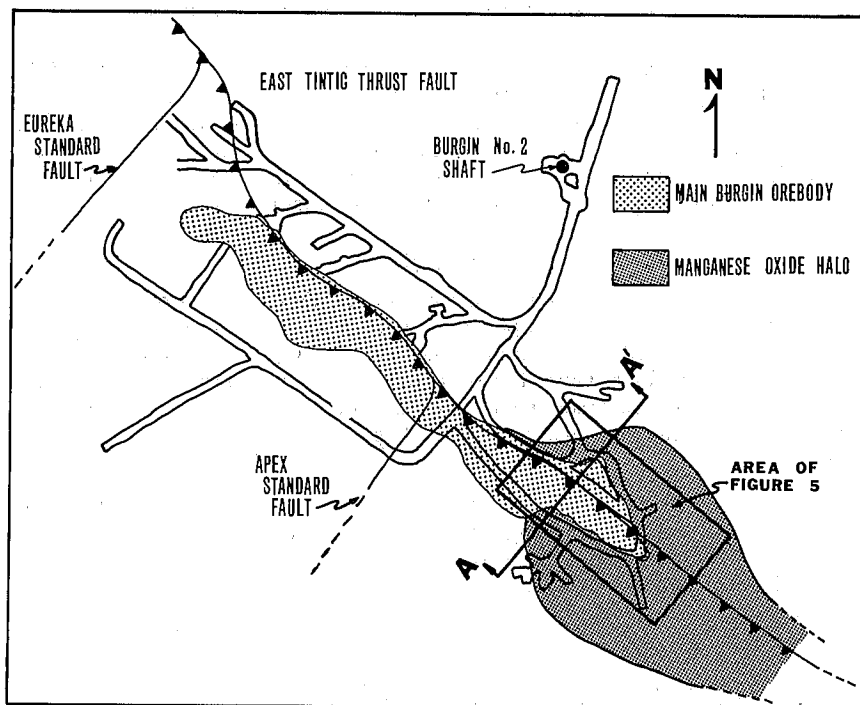 EAST TINTIC THRUST FAULT
EUREKA
STANDARD
FAULT
BURGIN No. 2
SHAFT
N
MAIN BURGIN OREBODY
MANGANESE OXIDE HALO
A'
AREA OF
FIGURE 5
APEX
STANDARD
FAULT
A